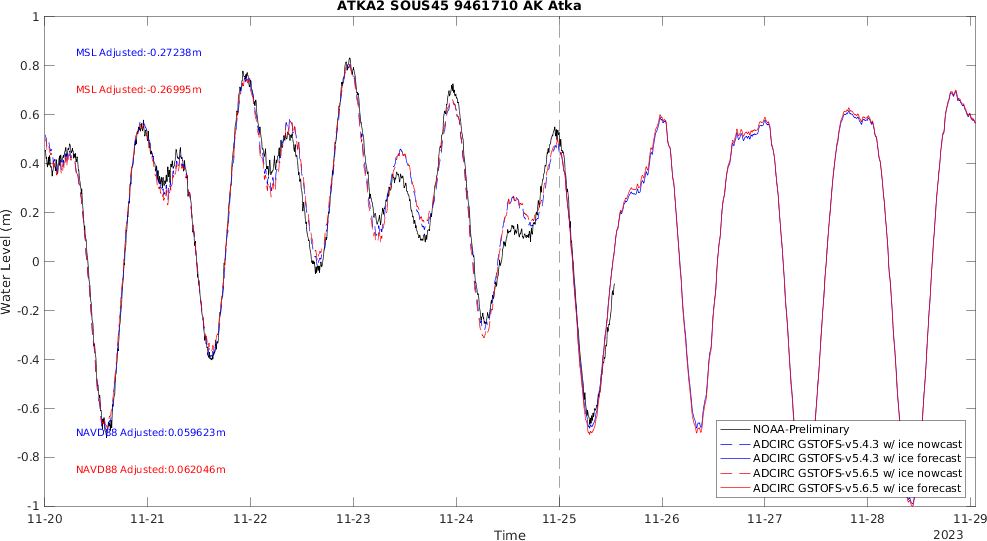 ATKA2 SOUS45 9461710 AK Atka
MSL Adjusted:-0.27238m
MSL Adjusted:-0.26995m
NAVD88 Adjusted:0.059623m
NAVD88 Adjusted:0.062046m
Water Level (m)
1
0.8
0.6
0.4
0.2
0
-0.2
-0.4
-0.6
-0.8
-1
NOAA-Preliminary
ADCIRC GSTOFS-v5.4.3 w/ ice nowcast
ADCIRC GSTOFS-v5.4.3 w/ ice forecast
ADCIRC GSTOFS-v5.6.5 w/ ice nowcast
ADCIRC GSTOFS-v5.6.5 w/ ice forecast
11-20 11-21 11-22 11-23 11-24 11-25 11-26 11-27 11-28 11-29
Time
2023